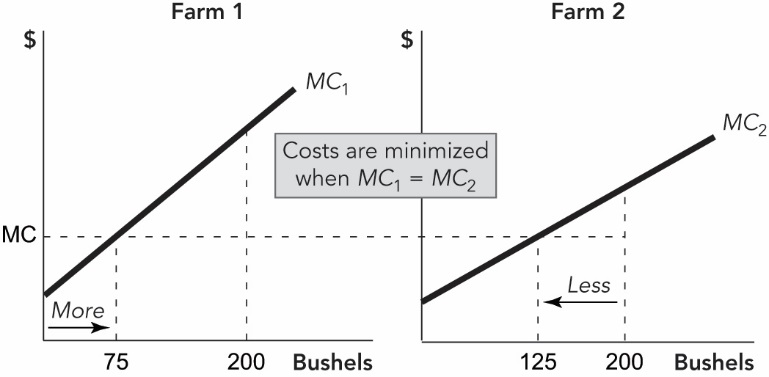 Farm 1
$
MC₁
MC
More
75
200
Bushels
Costs are minimized
when MC₁ = MC₂
Farm 2
$
MC₂
Less
125
200
Bushels